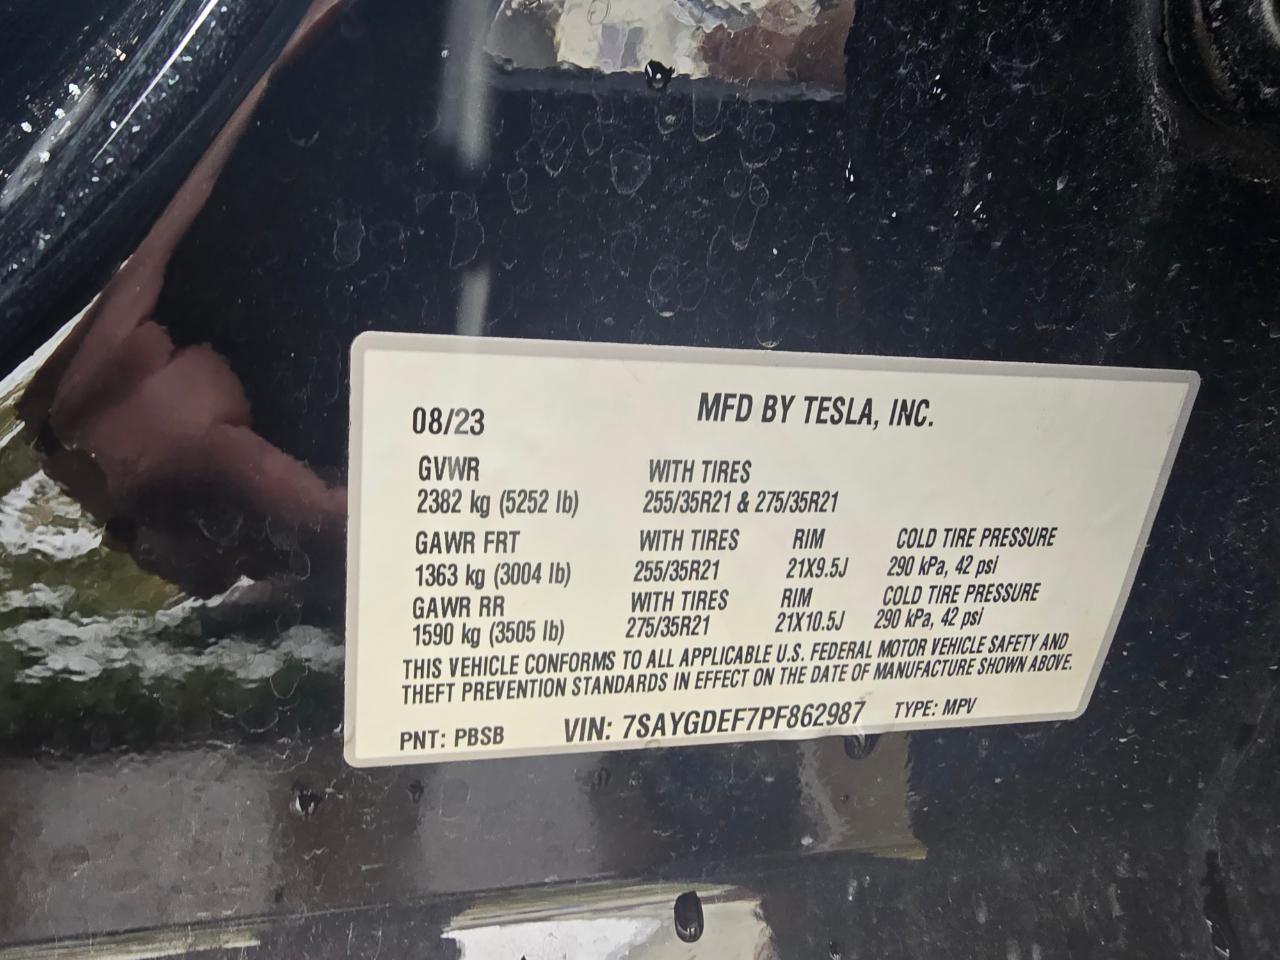 08/23 MFD BY TESLA, INC.
GVWR WITH TIRES
2382 kg (5252 lb) 255/35R21 & 275/35R21
GAWR FRT WITH TIRES RIM COLD TIRE PRESSURE
1363 kg (3004 lb) 255/35R21 21X9.5J 290 kPa, 42 psi
GAWR RR WITH TIRES RIM COLD TIRE PRESSURE
1590 kg (3505 lb) 275/35R21 21X10.5J 290 kPa, 42 psi
THIS VEHICLE CONFORMS TO ALL APPLICABLE U.S. FEDERAL MOTOR VEHICLE SAFETY AND
THEFT PREVENTION STANDARDS IN EFFECT ON THE DATE OF MANUFACTURE SHOWN ABOVE.
PNT: PBSB VIN: 7SAYGDEF7PF862987 TYPE: MPV